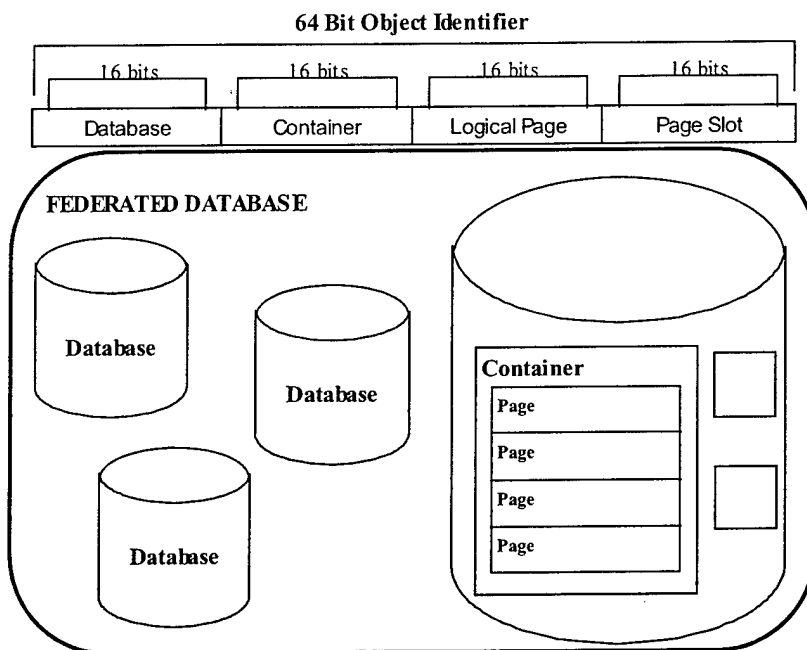 64 Bit Object Identifier
16 bits 16 bits 16 bits 16 bits
Database Container Logical Page Page Slot
FEDERATED DATABASE
Database
Database
Database
Container
Page
Page
Page
Page